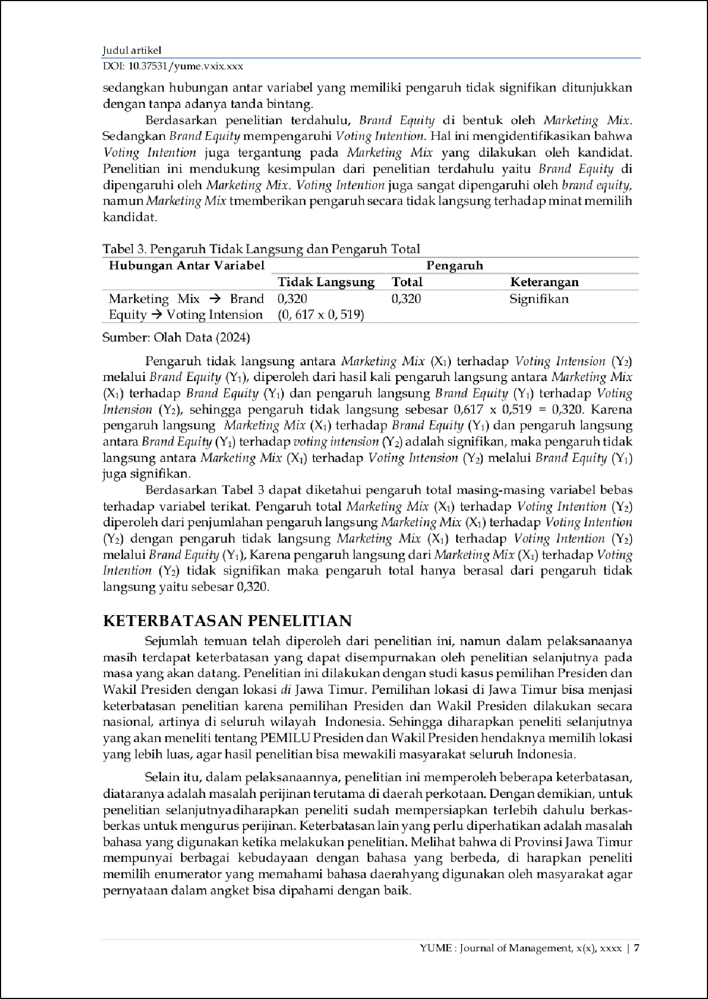 Judul artikel
DOI: 10.37531/yume.vxix.xxx
sedangkan hubungan antar variabel yang memiliki pengaruh tidak signifikan ditunjukkan
dengan tanpa adanya tanda bintang.
Berdasarkan penelitian terdahulu, Brand Equity di bentuk oleh Marketing Mix.
Sedangkan Brand Equity mempengaruhi Voting Intention. Hal ini mengidentifikasikan bahwa
Voting Intention juga tergantung pada Marketing Mix yang dilakukan oleh kandidat.
Penelitian ini mendukung kesimpulan dari penelitian terdahulu yaitu Brand Equity di
dipengaruhi oleh Marketing Mix. Voting Intention juga sangat dipengaruhi oleh brand equity,
namun Marketing Mix tmemberikan pengaruh secara tidak langsung terhadap minat memilih
kandidat.
Tabel 3. Pengaruh Tidak Langsung dan Pengaruh Total
Hubungan Antar Variabel Pengaruh
Tidak Langsung Total Keterangan
Marketing Mix → Brand 0,320 0,320 Signifikan
Equity → Voting Intension (0, 617 x 0, 519)
Sumber: Olah Data (2024)
Pengaruh tidak langsung antara Marketing Mix (X₁) terhadap Voting Intension (Y₂)
melalui Brand Equity (Y₁), diperoleh dari hasil kali pengaruh langsung antara Marketing Mix
(X₁) terhadap Brand Equity (Y₁) dan pengaruh langsung Brand Equity (Y₁) terhadap Voting
Intension (Y₂), sehingga pengaruh tidak langsung sebesar 0,617 x 0,519 = 0,320. Karena
pengaruh langsung Marketing Mix (X₁) terhadap Brand Equity (Y₁) dan pengaruh langsung
antara Brand Equity (Y₁) terhadap voting intension (Y₂) adalah signifikan, maka pengaruh tidak
langsung antara Marketing Mix (X₁) terhadap Voting Intension (Y₂) melalui Brand Equity (Y₁)
juga signifikan.
Berdasarkan Tabel 3 dapat diketahui pengaruh total masing-masing variabel bebas
terhadap variabel terikat. Pengaruh total Marketing Mix (X₁) terhadap Voting Intention (Y₂)
diperoleh dari penjumlahan pengaruh langsung Marketing Mix (X₁) terhadap Voting Intention
(Y₂) dengan pengaruh tidak langsung Marketing Mix (X₁) terhadap Voting Intention (Y₂)
melalui Brand Equity (Y₁), Karena pengaruh langsung dari Marketing Mix (X₁) terhadap Voting
Intention (Y₂) tidak signifikan maka pengaruh total hanya berasal dari pengaruh tidak
langsung yaitu sebesar 0,320.
KETERBATASAN PENELITIAN
Sejumlah temuan telah diperoleh dari penelitian ini, namun dalam pelaksanaanya
masih terdapat keterbatasan yang dapat disempurnakan oleh penelitian selanjutnya pada
masa yang akan datang. Penelitian ini dilakukan dengan studi kasus pemilihan Presiden dan
Wakil Presiden dengan lokasi di Jawa Timur. Pemilihan lokasi di Jawa Timur bisa menjasi
keterbatasan penelitian karena pemilihan Presiden dan Wakil Presiden dilakukan secara
nasional, artinya di seluruh wilayah Indonesia. Sehingga diharapkan peneliti selanjutnya
yang akan meneliti tentang PEMILU Presiden dan Wakil Presiden hendaknya memilih lokasi
yang lebih luas, agar hasil penelitian bisa mewakili masyarakat seluruh Indonesia.
Selain itu, dalam pelaksanaannya, penelitian ini memperoleh beberapa keterbatasan,
diataranya adalah masalah perijinan terutama di daerah perkotaan. Dengan demikian, untuk
penelitian selanjutnyadiharapkan peneliti sudah mempersiapkan terlebih dahulu berkas-
berkas untuk mengurus perijinan. Keterbatasan lain yang perlu diperhatikan adalah masalah
bahasa yang digunakan ketika melakukan penelitian. Melihat bahwa di Provinsi Jawa Timur
mempunyai berbagai kebudayaan dengan bahasa yang berbeda, di harapkan peneliti
memilih enumerator yang memahami bahasa daerahyang digunakan oleh masyarakat agar
pernyataan dalam angket bisa dipahami dengan baik.
YUME : Journal of Management, x(x), xxxx | 7